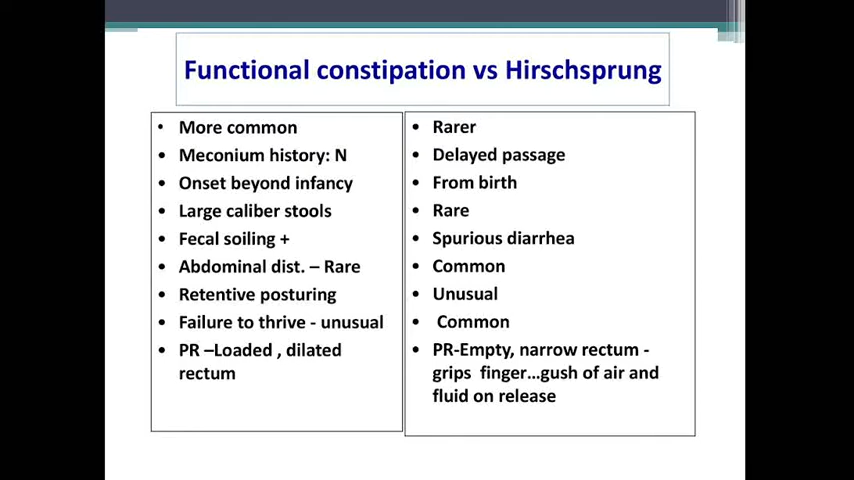 Functional constipation vs Hirschsprung
• More common
• Meconium history: N
• Onset beyond infancy
• Large caliber stools
• Fecal soiling +
• Abdominal dist. – Rare
• Retentive posturing
• Failure to thrive - unusual
• PR –Loaded , dilated
rectum
• Rarer
• Delayed passage
• From birth
• Rare
• Spurious diarrhea
• Common
• Unusual
• Common
• PR-Empty, narrow rectum -
grips finger...gush of air and
fluid on release